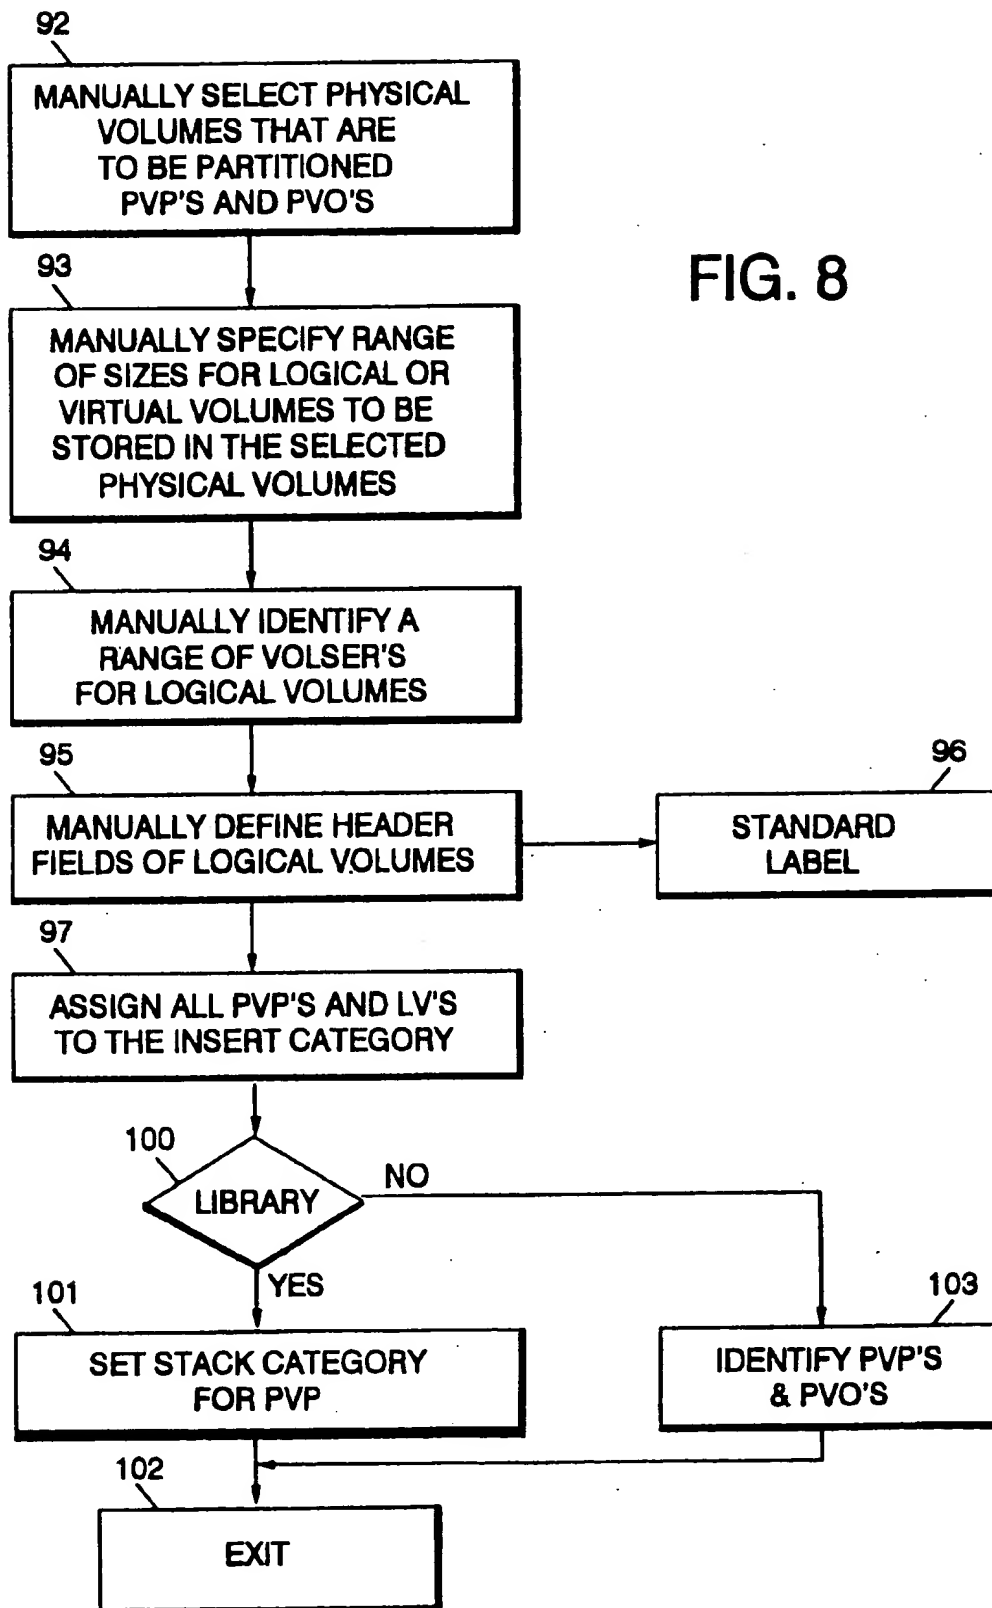 92
MANUALLY SELECT PHYSICAL
VOLUMES THAT ARE
TO BE PARTITIONED
PVP'S AND PVO'S
FIG. 8
93
MANUALLY SPECIFY RANGE
OF SIZES FOR LOGICAL OR
VIRTUAL VOLUMES TO BE
STORED IN THE SELECTED
PHYSICAL VOLUMES
94
MANUALLY IDENTIFY A
RANGE OF VOLSER'S
FOR LOGICAL VOLUMES
95
MANUALLY DEFINE HEADER
FIELDS OF LOGICAL VOLUMES
96
STANDARD
LABEL
97
ASSIGN ALL PVP'S AND LV'S
TO THE INSERT CATEGORY
100
LIBRARY
NO
YES
101
SET STACK CATEGORY
FOR PVP
103
IDENTIFY PVP'S
& PVO'S
102
EXIT